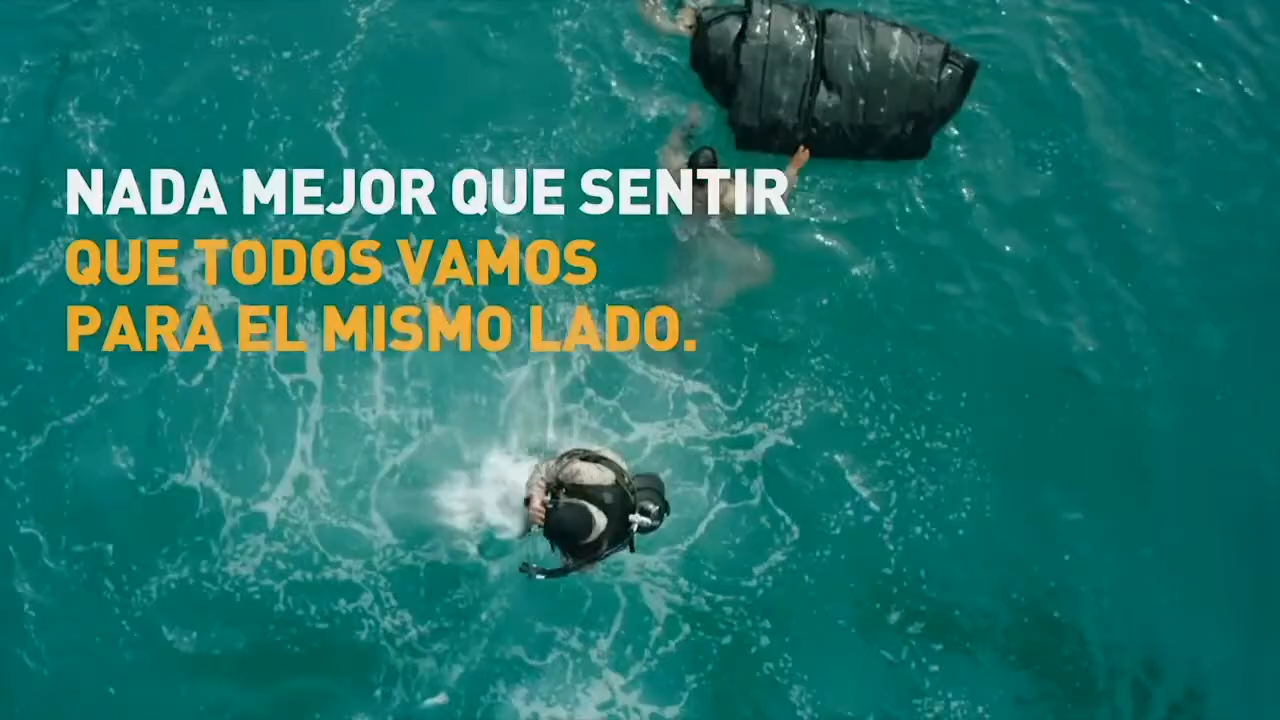 NADA MEJOR QUE SENTIR
QUE TODOS VAMOS
PARA EL MISMO LADO.